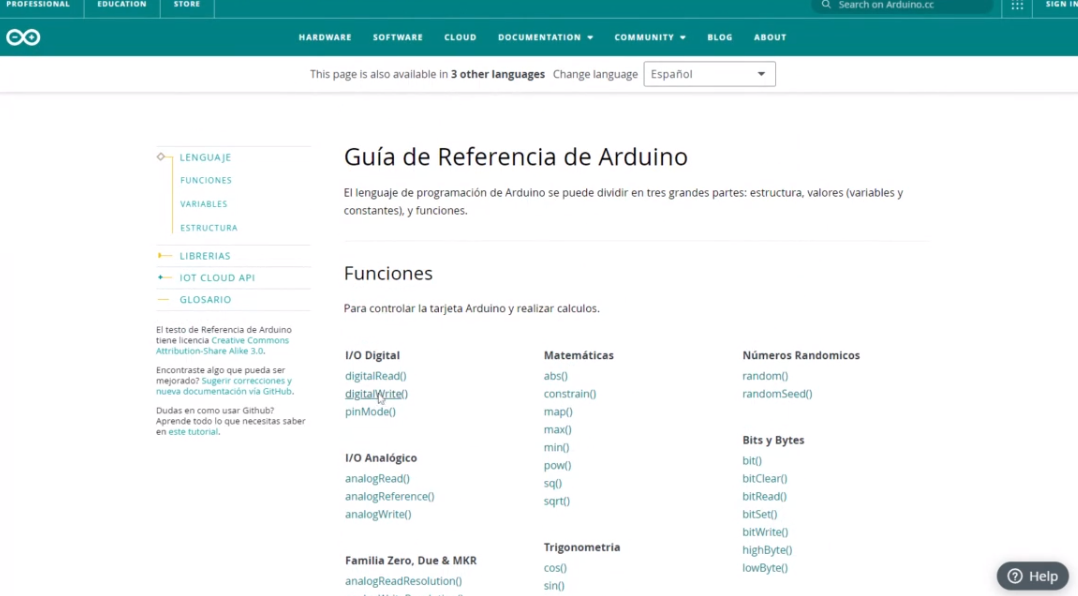 PROFESSIONAL EDUCATION STORE
Search on Arduino.cc
SIGN IN
HARDWARE SOFTWARE CLOUD DOCUMENTATION COMMUNITY BLOG ABOUT
This page is also available in 3 other languages Change language Español
LENGUAJE
FUNCIONES
VARIABLES
ESTRUCTURA
LIBRERIAS
IOT CLOUD API
GLOSARIO
El testo de Referencia de Arduino
tiene licencia Creative Commons
Attribution-Share Alike 3.0.
Encontraste algo que pueda ser
mejorado? Sugerir correcciones y
nueva documentación vía GitHub.
Dudas en como usar Github?
Aprende todo lo que necesitas saber
en este tutorial.
Guía de Referencia de Arduino
El lenguaje de programación de Arduino se puede dividir en tres grandes partes: estructura, valores (variables y
constantes), y funciones.
Funciones
Para controlar la tarjeta Arduino y realizar calculos.
I/O Digital
digitalRead()
digitalWrite()
pinMode()
I/O Analógico
analogRead()
analogReference()
analogWrite()
Familia Zero, Due & MKR
analogReadResolution()
Matemáticas
abs()
constrain()
map()
max()
min()
pow()
sq()
sqrt()
Trigonometria
cos()
sin()
Números Randomicos
random()
randomSeed()
Bits y Bytes
bit()
bitClear()
bitRead()
bitSet()
bitWrite()
highByte()
lowByte()
Help